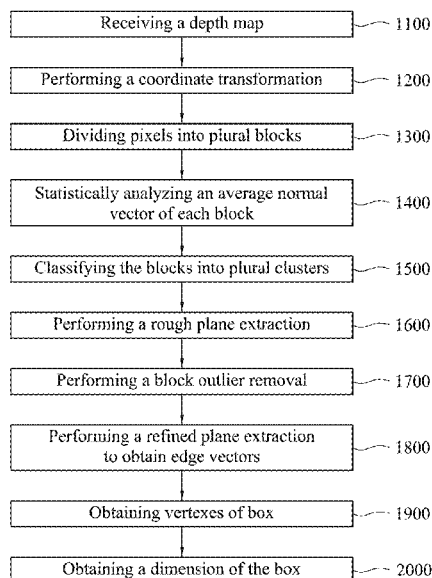 Receiving a depth map 1100
Performing a coordinate transformation 1200
Dividing pixels into plural blocks 1300
Statistically analyzing an average normal
vector of each block 1400
Classifying the blocks into plural clusters 1500
Performing a rough plane extraction 1600
Performing a block outlier removal 1700
Performing a refined plane extraction
to obtain edge vectors 1800
Obtaining vertexes of box 1900
Obtaining a dimension of the box 2000